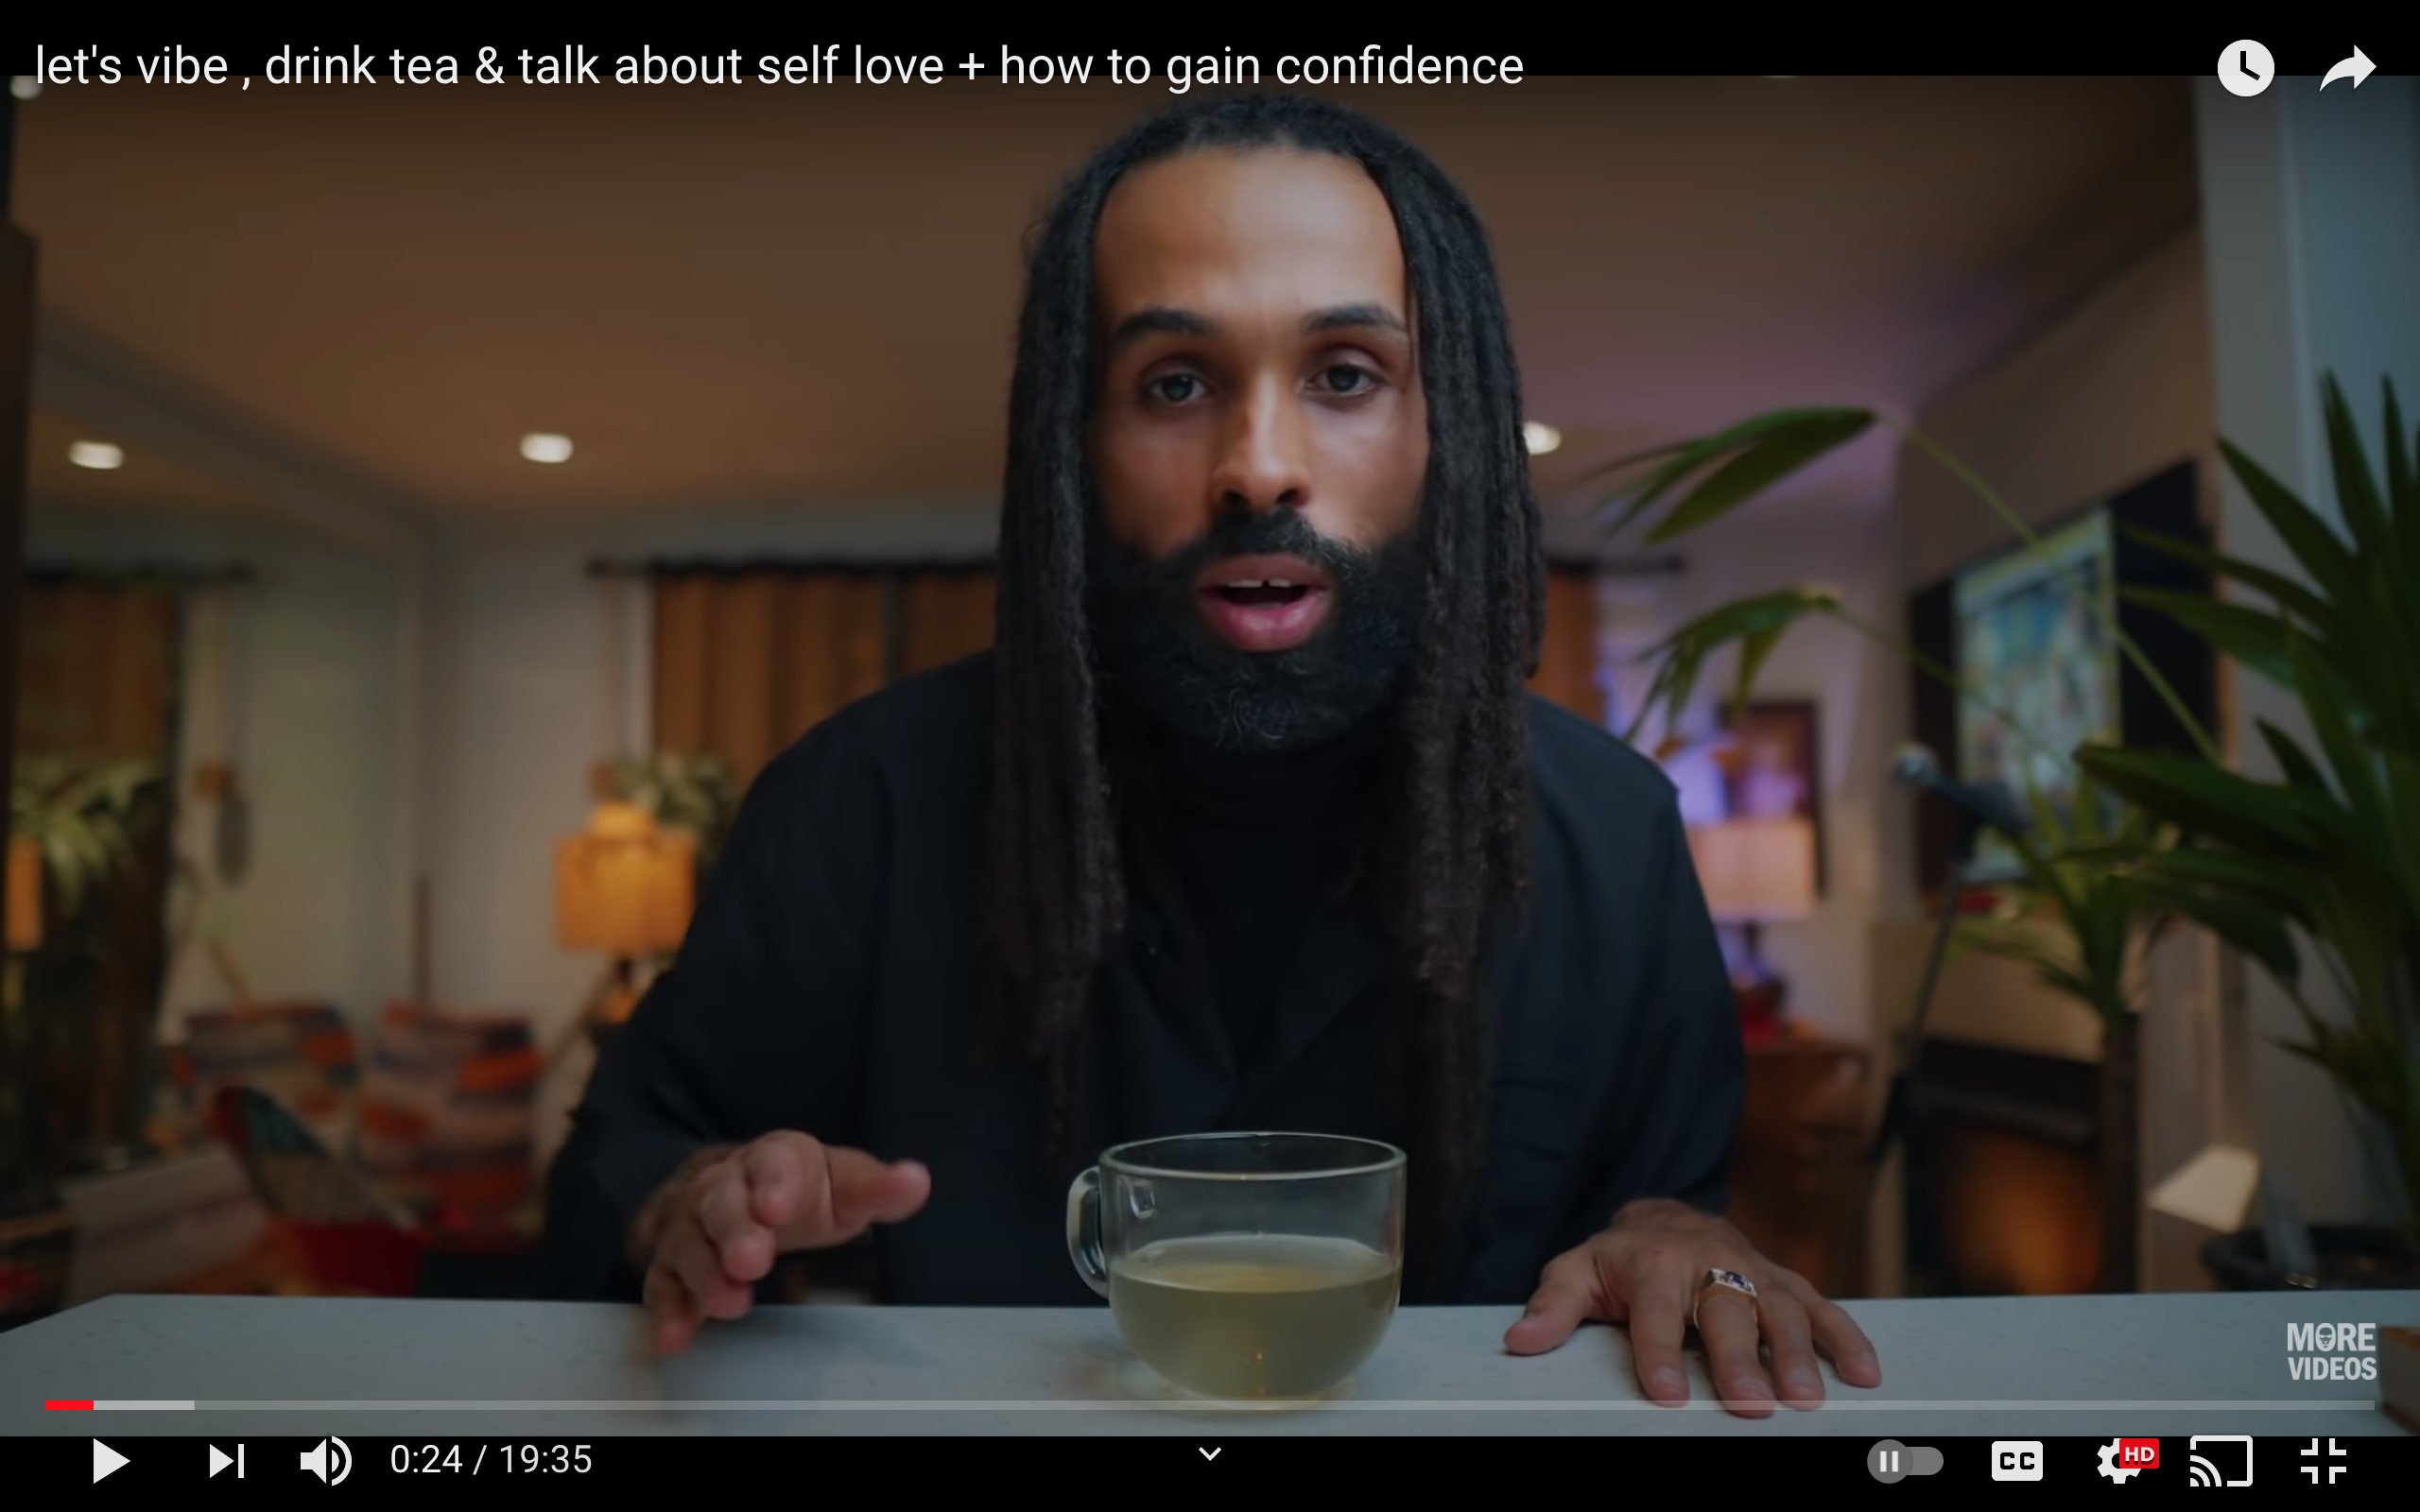 let's vibe , drink tea & talk about self love + how to gain confidence
MORE
VIDEOS
0:24 / 19:35
CC
HD